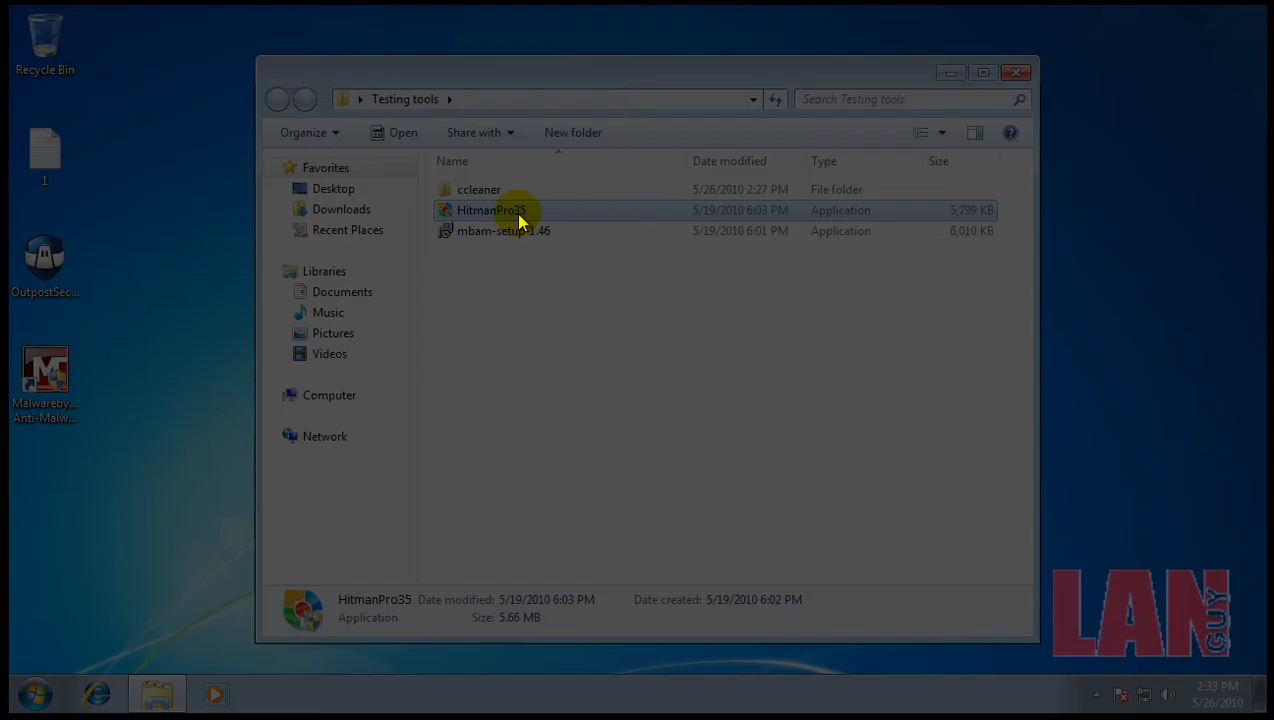 Recycle Bin
1
OutpostSec...
Malwareby...
Anti-Malw...
Testing tools
Search Testing tools
Organize
Open
Share with
New folder
Name
Date modified
Type
Size
Favorites
Desktop
Downloads
Recent Places
Libraries
Documents
Music
Pictures
Videos
Computer
Network
ccleaner 5/26/2010 2:27 PM File folder
HitmanPro35 5/19/2010 6:03 PM Application 5,799 KB
mbam-setup-1.46 5/19/2010 6:01 PM Application 6,010 KB
HitmanPro35 Date modified: 5/19/2010 6:03 PM Date created: 5/19/2010 6:02 PM
Application Size: 5.66 MB
LAN GUY
2:33 PM
5/26/2010